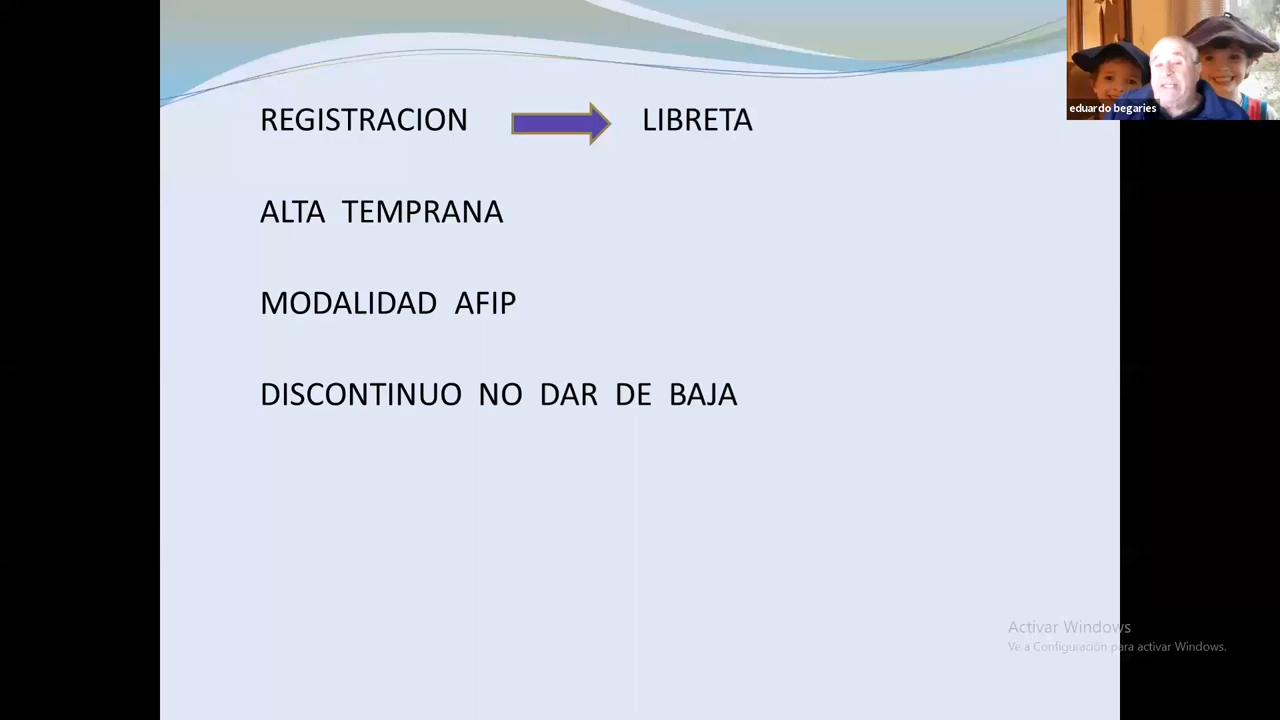 REGISTRACION LIBRETA
eduardo begaries
ALTA TEMPRANA
MODALIDAD AFIP
DISCONTINUO NO DAR DE BAJA
Activar Windows
Ve a Configuración para activar Windows.